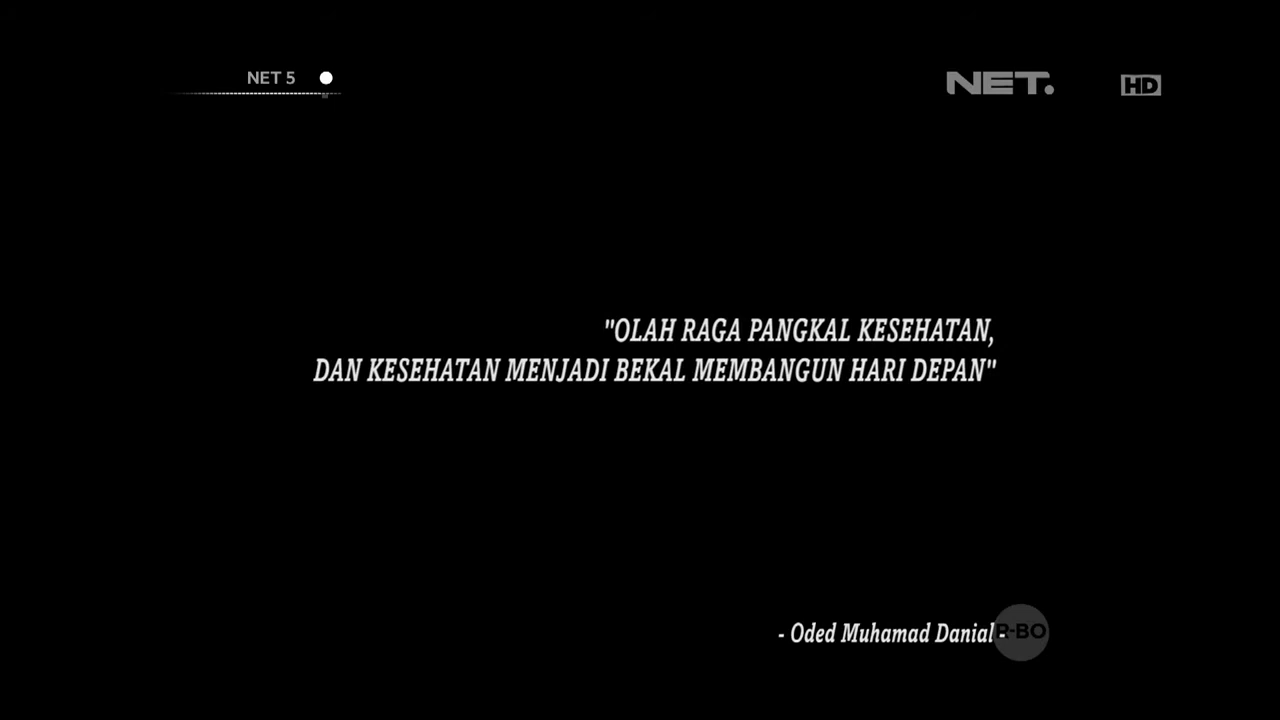 NET 5
NET.
HD
"OLAH RAGA PANGKAL KESEHATAN,
DAN KESEHATAN MENJADI BEKAL MEMBANGUN HARI DEPAN"
- Oded Muhamad Danial -
R-BO